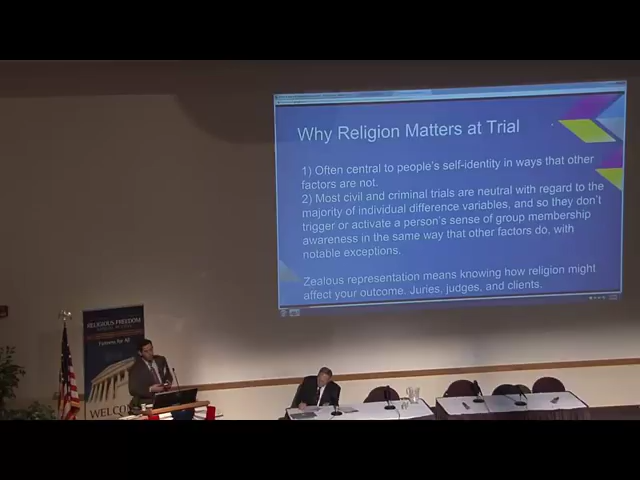 Why Religion Matters at Trial
1) Often central to people's self-identity in ways that other
factors are not.
2) Most civil and criminal trials are neutral with regard to the
majority of individual difference variables, and so they don't
trigger or activate a person's sense of group membership
awareness in the same way that other factors do, with
notable exceptions.
Zealous representation means knowing how religion might
affect your outcome. Juries, judges, and clients.
RELIGIOUS FREEDOM
Fairness for All
WELCO